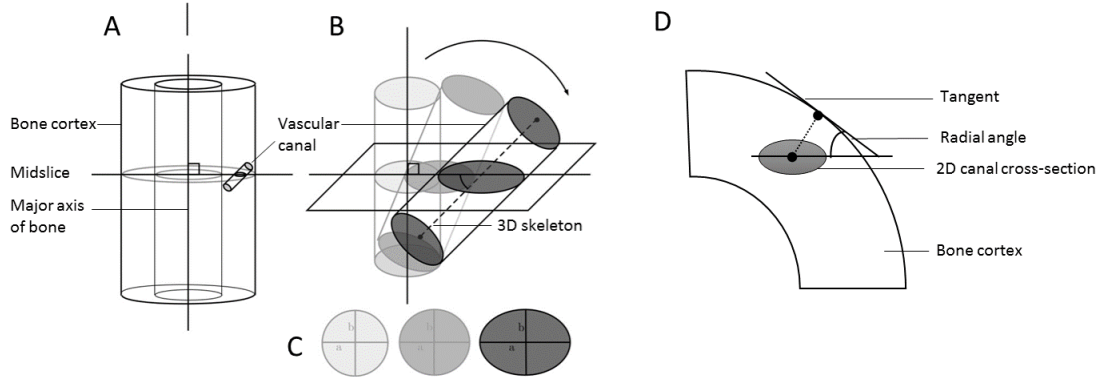 A
B
D
Bone cortex
Midslice
Major axis
of bone
Vascular
canal
3D skeleton
C
b
a
b
a
b
a
Tangent
Radial angle
2D canal cross-section
Bone cortex